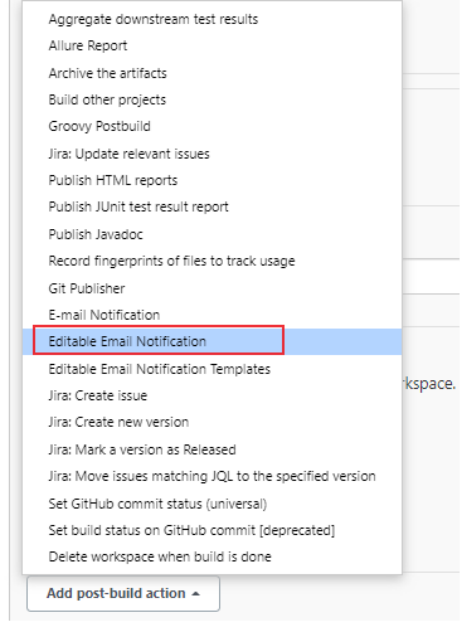 Aggregate downstream test results
Allure Report
Archive the artifacts
Build other projects
Groovy Postbuild
Jira: Update relevant issues
Publish HTML reports
Publish JUnit test result report
Publish Javadoc
Record fingerprints of files to track usage
Git Publisher
E-mail Notification
Editable Email Notification
Editable Email Notification Templates
kspace.
Jira: Create issue
Jira: Create new version
Jira: Mark a version as Released
Jira: Move issues matching JQL to the specified version
Set GitHub commit status (universal)
Set build status on GitHub commit [deprecated]
Delete workspace when build is done
Add post-build action